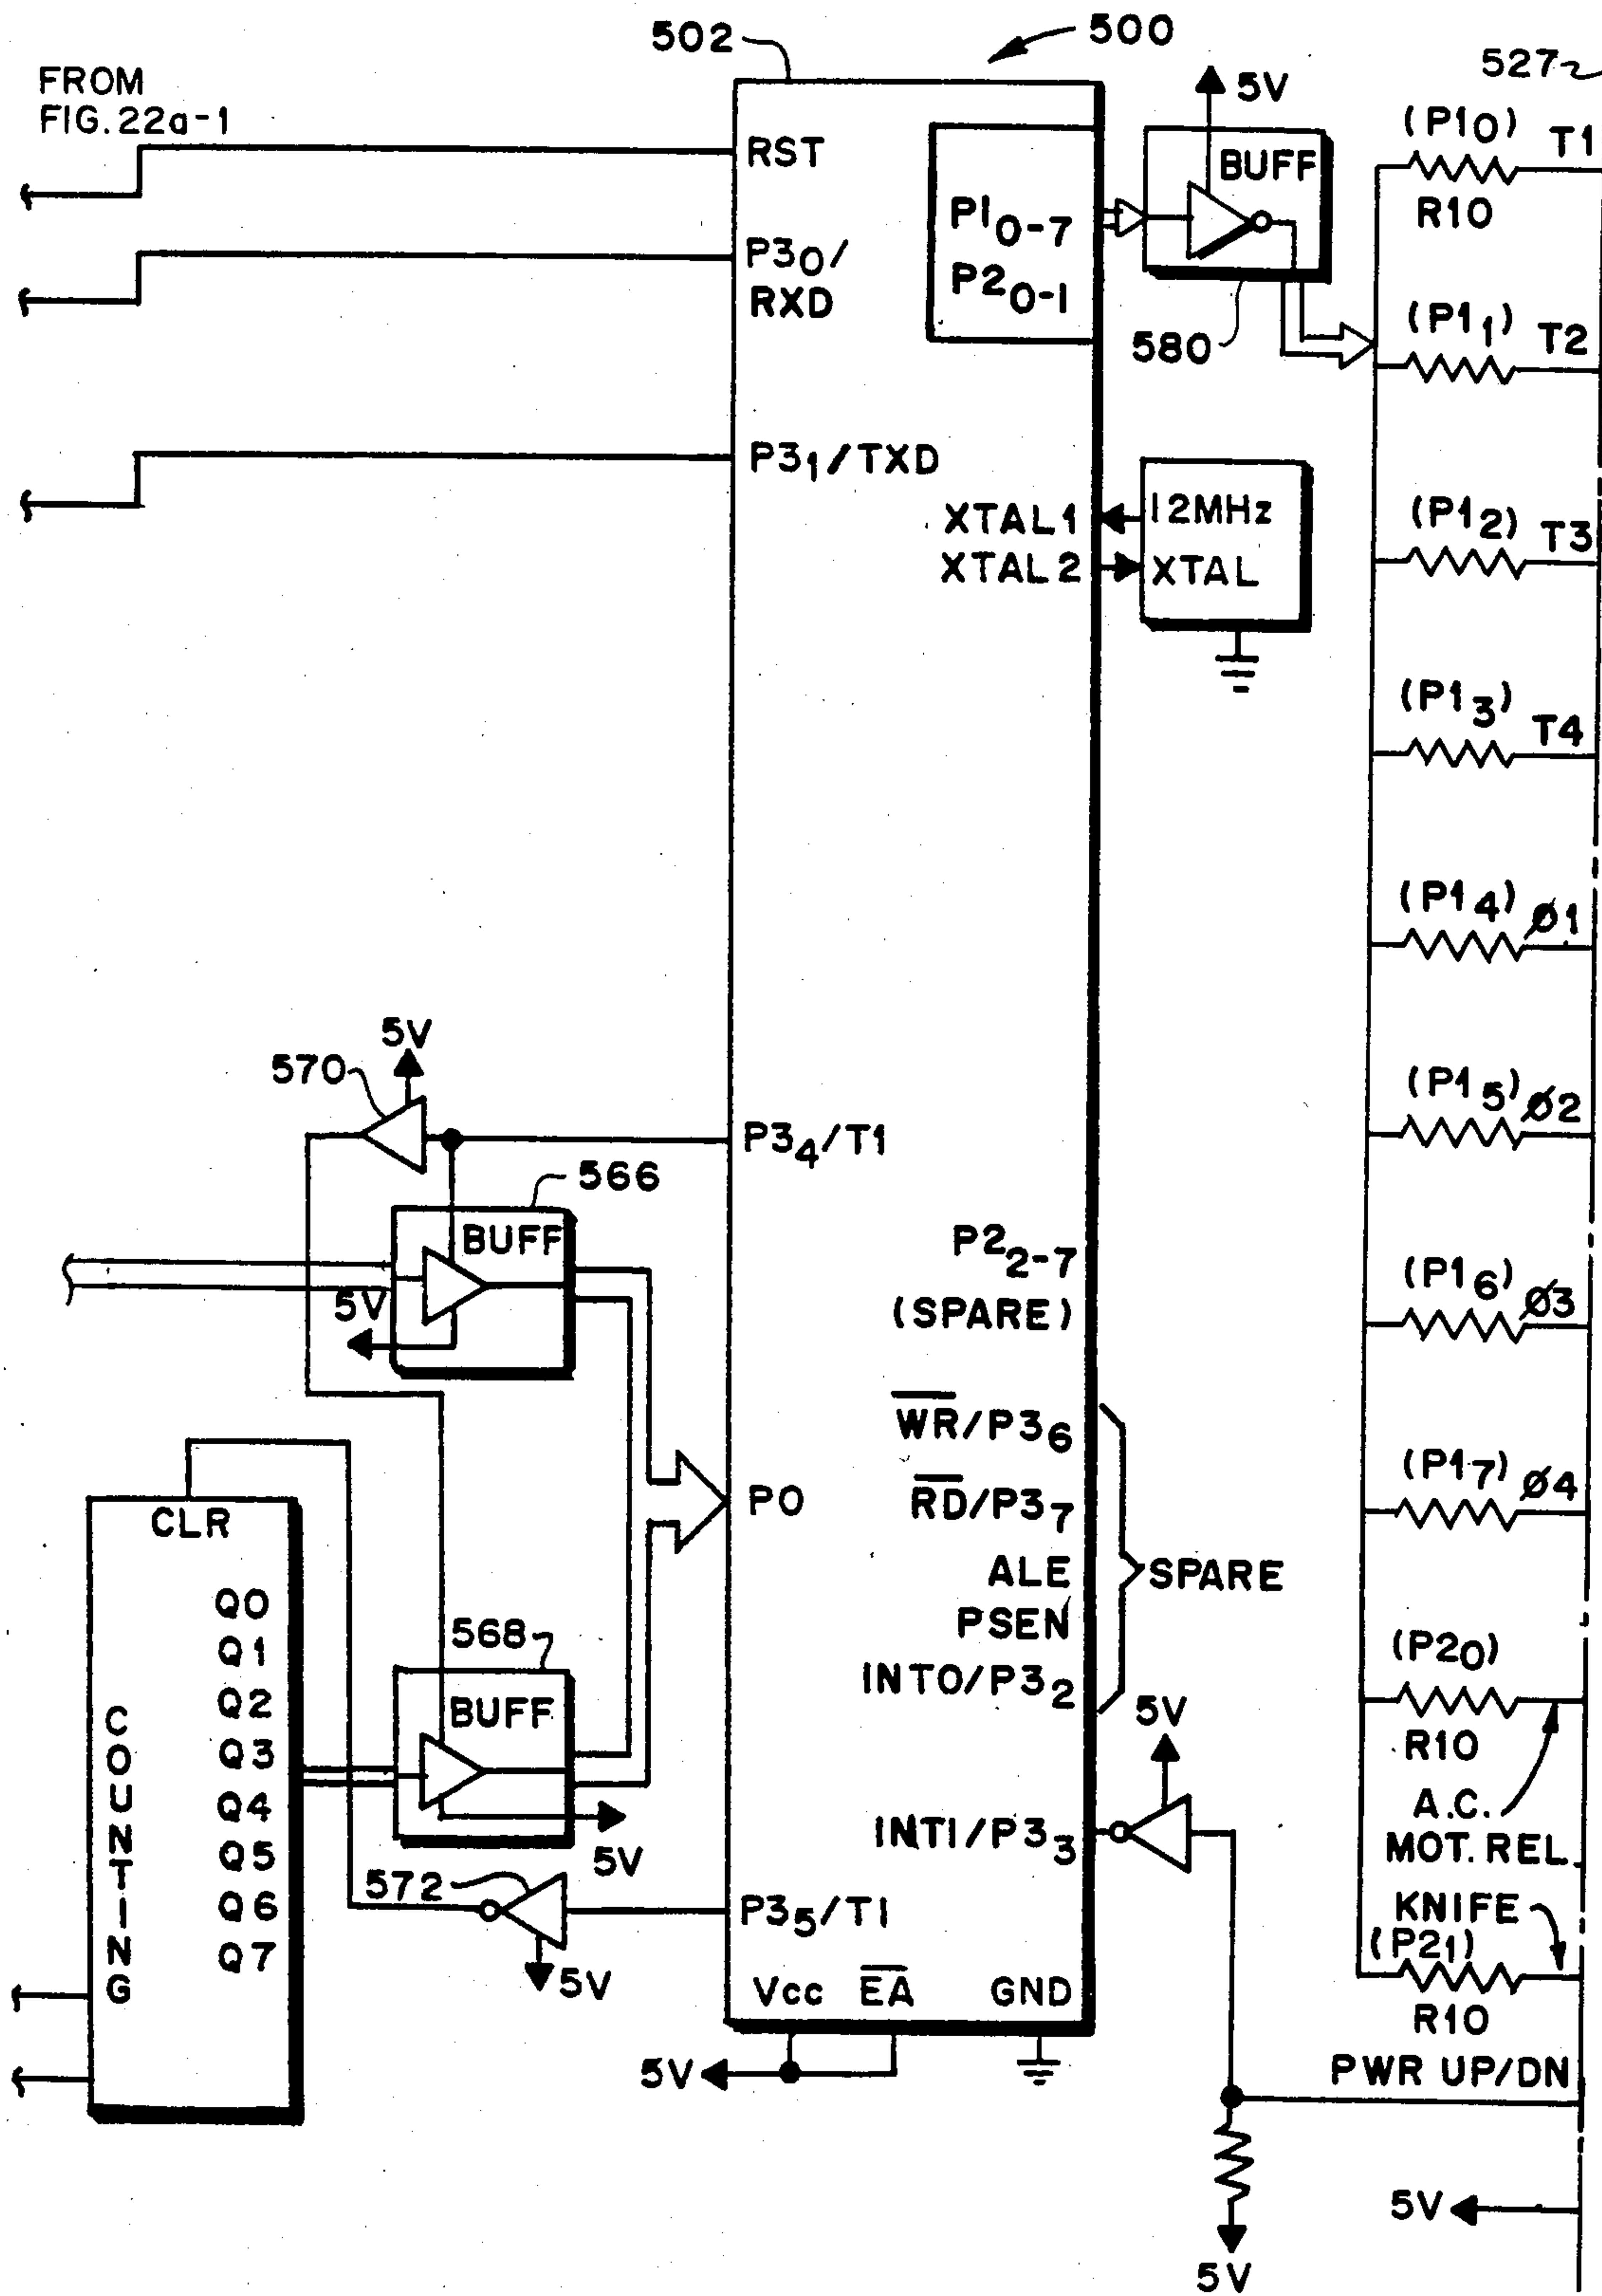 502
500
527
FROM
FIG. 22a-1
5V
RST
BUFF
(P1₀) T1
R10
P1₀₋₇
P2₀₋₁
P3₀/
RXD
580
(P1₁) T2
P3₁/TXD
XTAL1
XTAL2
12MHz
XTAL
(P1₂) T3
(P1₃) T4
(P1₄) Ø1
5V
570
(P1₅) Ø2
P3₄/T1
566
BUFF
5V
P2₂₋₇
(SPARE)
(P1₆) Ø3
W̅R̅/P3₆
R̅D̅/P3₇
ALE
PSEN
INTO/P3₂
SPARE
(P1₇) Ø4
PO
CLR
Q0
Q1
Q2
Q3
Q4
Q5
Q6
Q7
COUNTING
568
BUFF
5V
(P2₀)
R10
A.C.
MOT. REL.
5V
INTI/P3₃
572
5V
P3₅/T1
KNIFE
(P2₁)
R10
Vcc E̅A̅ GND
5V
PWR UP/DN
5V
5V